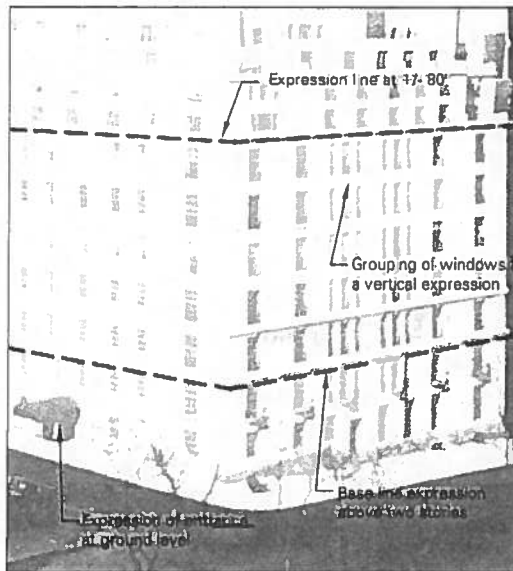 Expression line at +/- 80'
Grouping of windows
a vertical expression
Base line expression
above two stories
Expression of entrance
at ground level